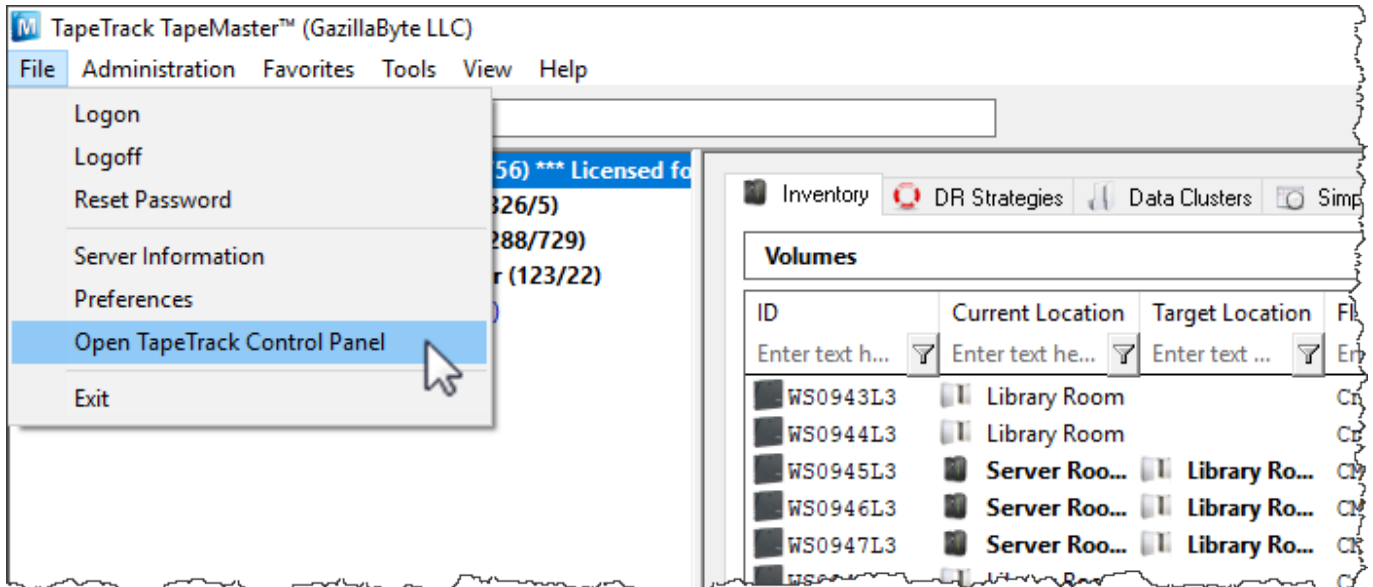 TapeTrack TapeMaster™ (GazillaByte LLC)
File Administration Favorites Tools View Help
Logon
Logoff
Reset Password
Server Information
Preferences
Open TapeTrack Control Panel
Exit
56) *** Licensed fo
326/5)
288/729)
r (123/22)
)
Inventory DR Strategies Data Clusters Simp
Volumes
ID Current Location Target Location
Enter text h... Enter text he... Enter text ...
WS0943L3 Library Room
WS0944L3 Library Room
WS0945L3 Server Roo... Library Ro...
WS0946L3 Server Roo... Library Ro...
WS0947L3 Server Roo... Library Ro...